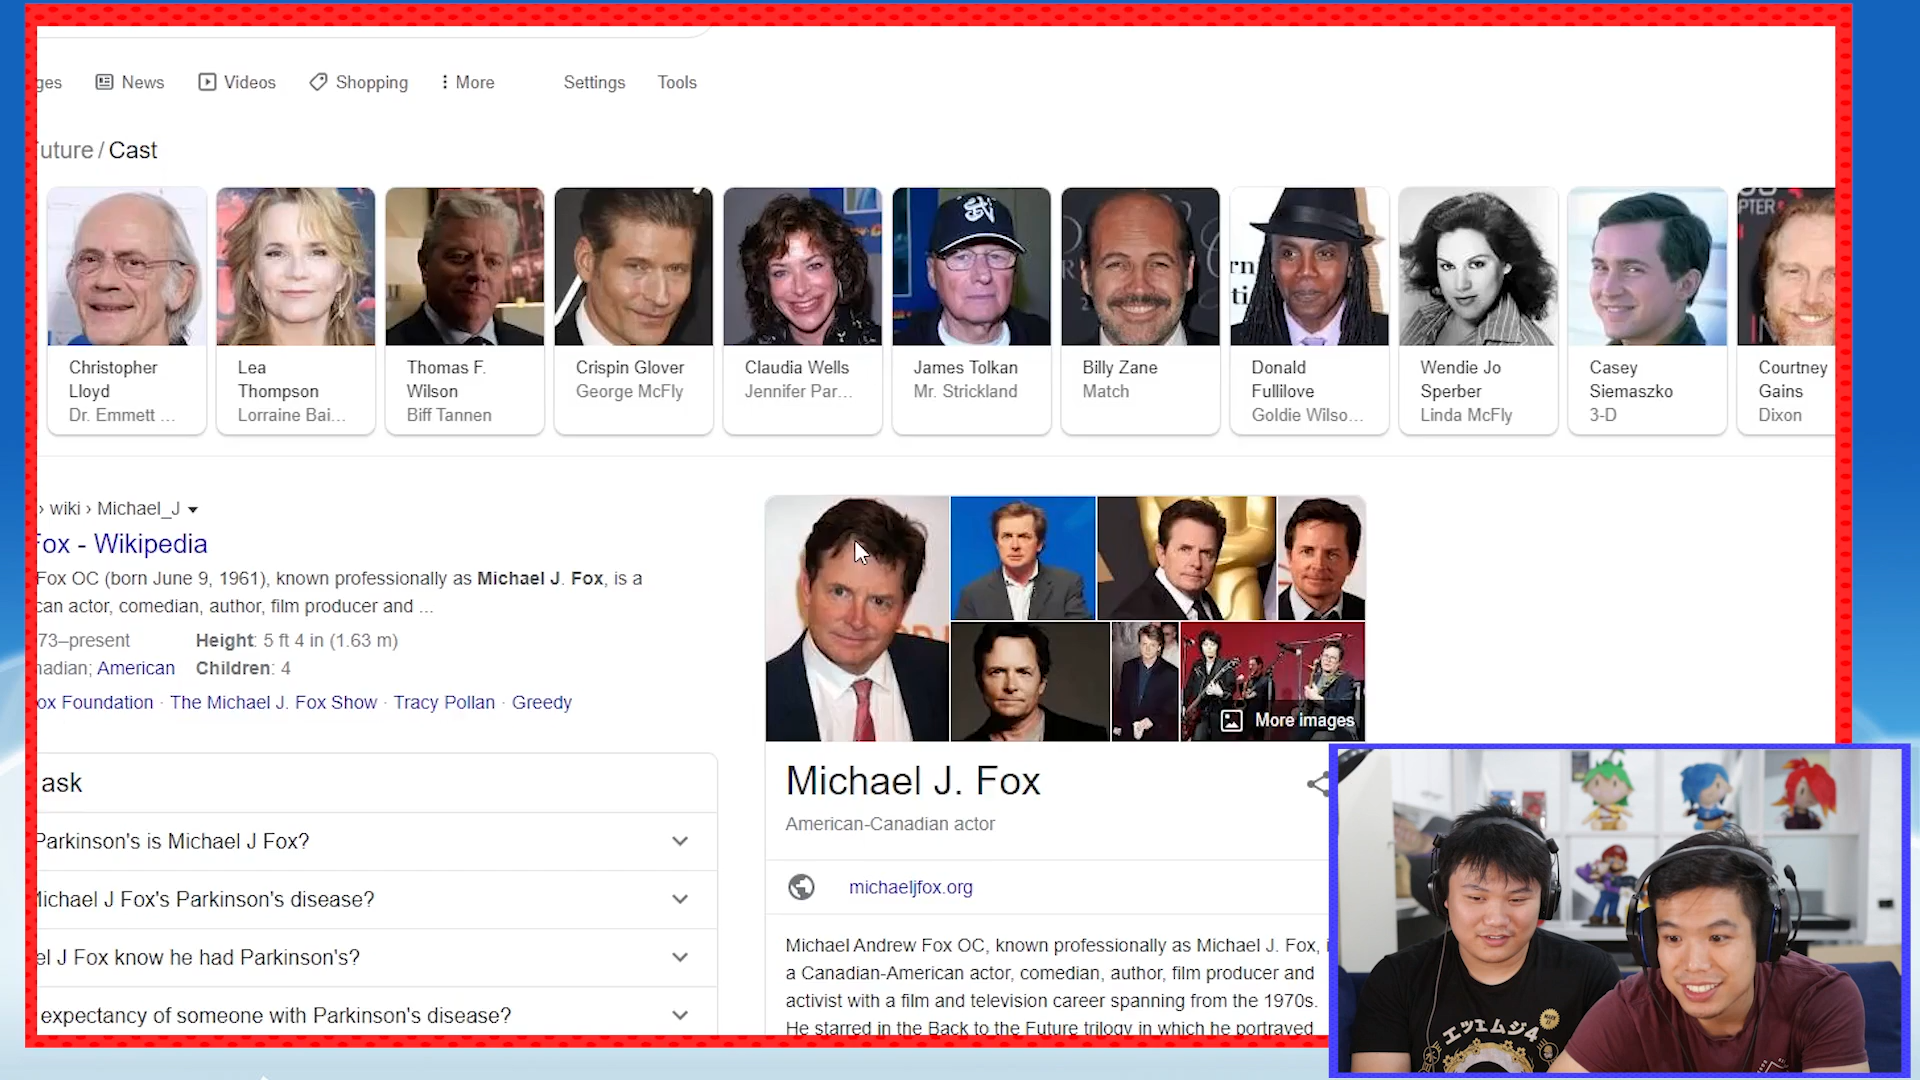 ges News Videos Shopping More Settings Tools
uture / Cast
Christopher Lloyd
Dr. Emmett ...
Lea Thompson
Lorraine Bai...
Thomas F. Wilson
Biff Tannen
Crispin Glover
George McFly
Claudia Wells
Jennifer Par...
James Tolkan
Mr. Strickland
Billy Zane
Match
Donald Fullilove
Goldie Wilso...
Wendie Jo Sperber
Linda McFly
Casey Siemaszko
3-D
Courtney Gains
Dixon
› wiki › Michael_J
Fox - Wikipedia
Fox OC (born June 9, 1961), known professionally as Michael J. Fox, is a
can actor, comedian, author, film producer and ...
73–present Height: 5 ft 4 in (1.63 m)
nadian; American Children: 4
ox Foundation · The Michael J. Fox Show · Tracy Pollan · Greedy
ask
Parkinson's is Michael J Fox?
Michael J Fox's Parkinson's disease?
el J Fox know he had Parkinson's?
expectancy of someone with Parkinson's disease?
More images
Michael J. Fox
American-Canadian actor
michaeljfox.org
Michael Andrew Fox OC, known professionally as Michael J. Fox, i
a Canadian-American actor, comedian, author, film producer and
activist with a film and television career spanning from the 1970s.
He starred in the Back to the Future trilogy in which he portrayed
エツェムジ4